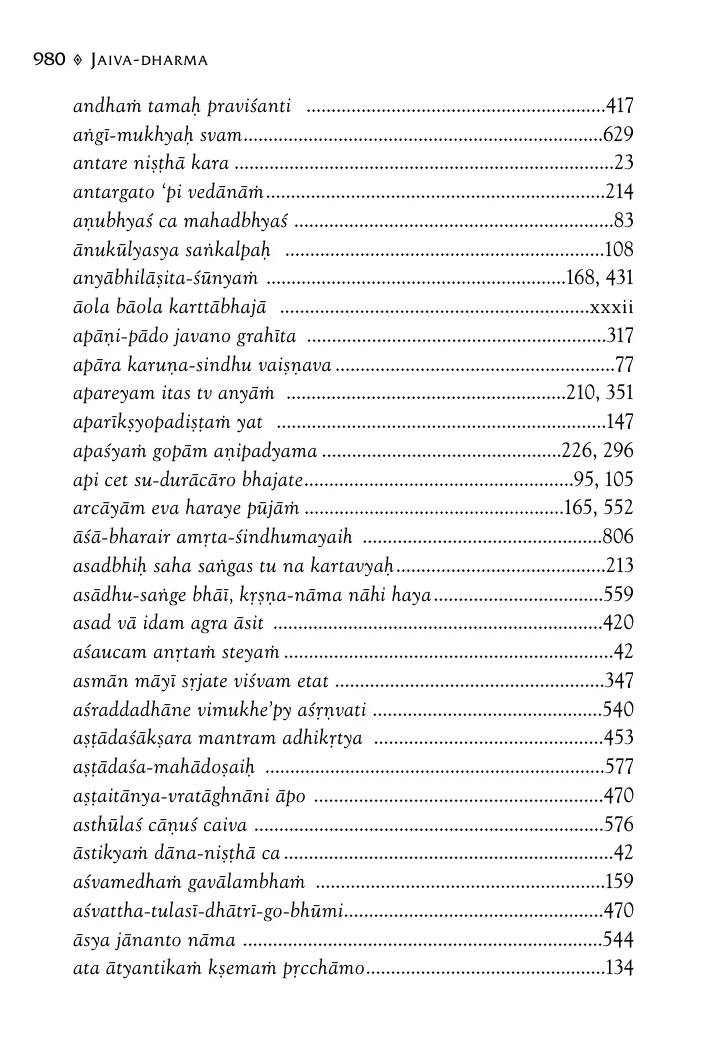 980 ◈ JAIVA-DHARMA
andhaṁ tamaḥ praviśanti ............................................................417
aṅgī-mukhyaḥ svam.........................................................................629
antare niṣṭhā kara .............................................................................23
antargato ‘pi vedānāṁ.....................................................................214
aṇubhyaś ca mahadbhyaś .................................................................83
ānukūlyasya saṅkalpaḥ .................................................................108
anyābhilāṣita-śūnyaṁ .............................................................168, 431
āola bāola karttābhajā ...............................................................xxxii
apāṇi-pādo javano grahīta .............................................................317
apāra karuṇa-sindhu vaiṣṇava ..........................................................77
apareyam itas tv anyāṁ .........................................................210, 351
aparīkṣyopadiṣṭaṁ yat ...................................................................147
apaśyaṁ gopām aṇipadyama .................................................226, 296
api cet su-durācāro bhajate.......................................................95, 105
arcāyām eva haraye pūjāṁ .....................................................165, 552
āśā-bharair amṛta-śindhumayaih .................................................806
asadbhiḥ saha saṅgas tu na kartavyaḥ...........................................213
asādhu-saṅge bhāī, kṛṣṇa-nāma nāhi haya...................................559
asad vā idam agra āsit ...................................................................420
aśaucam anṛtaṁ steyaṁ ...................................................................42
asmān māyī sṛjate viśvam etat .......................................................347
aśraddadhāne vimukhe’py aśṛṇvati ...............................................540
aṣṭādaśākṣara mantram adhikṛtya ...............................................453
aṣṭādaśa-mahādoṣaiḥ .....................................................................577
aṣṭaitānya-vratāghnāni āpo ...........................................................470
asthūlaś cāṇuś caiva .......................................................................576
āstikyaṁ dāna-niṣṭhā ca ...................................................................42
aśvamedhaṁ gavālambhaṁ ...........................................................159
aśvattha-tulasī-dhātrī-go-bhūmi.....................................................470
āsya jānanto nāma .........................................................................544
ata ātyantikaṁ kṣemaṁ pṛcchāmo.................................................134